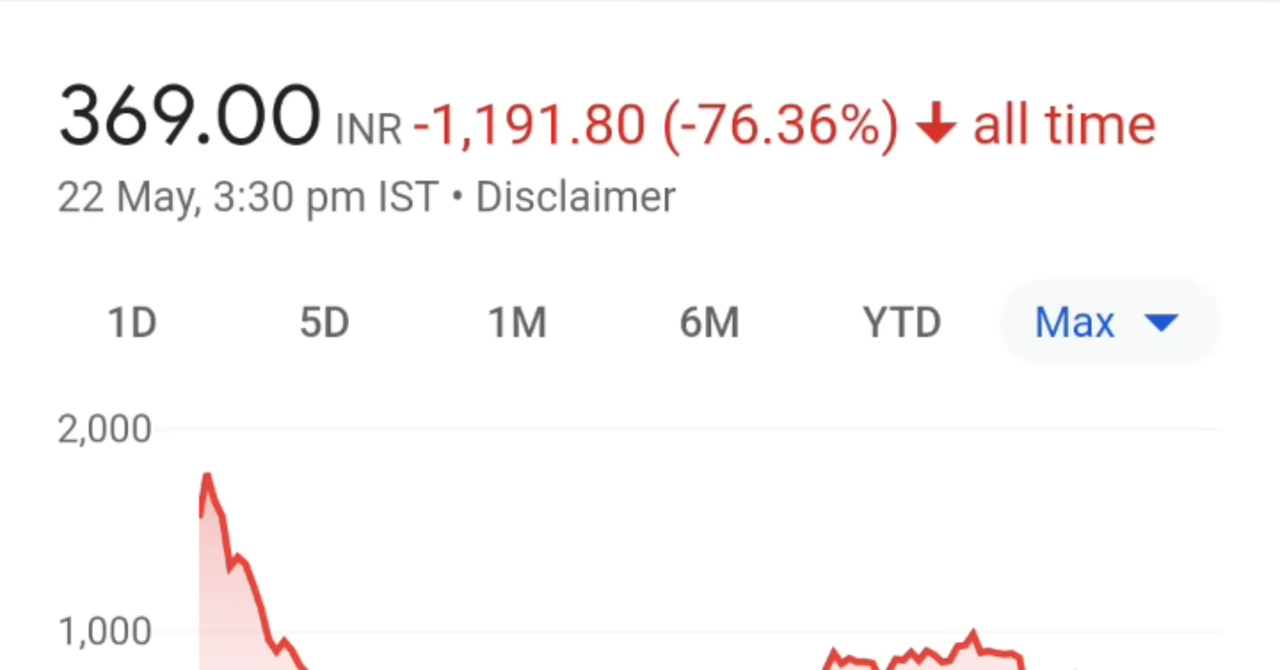 369.00 INR -1,191.80 (-76.36%) ↓ all time
22 May, 3:30 pm IST • Disclaimer
1D 5D 1M 6M YTD Max
2,000
1,000